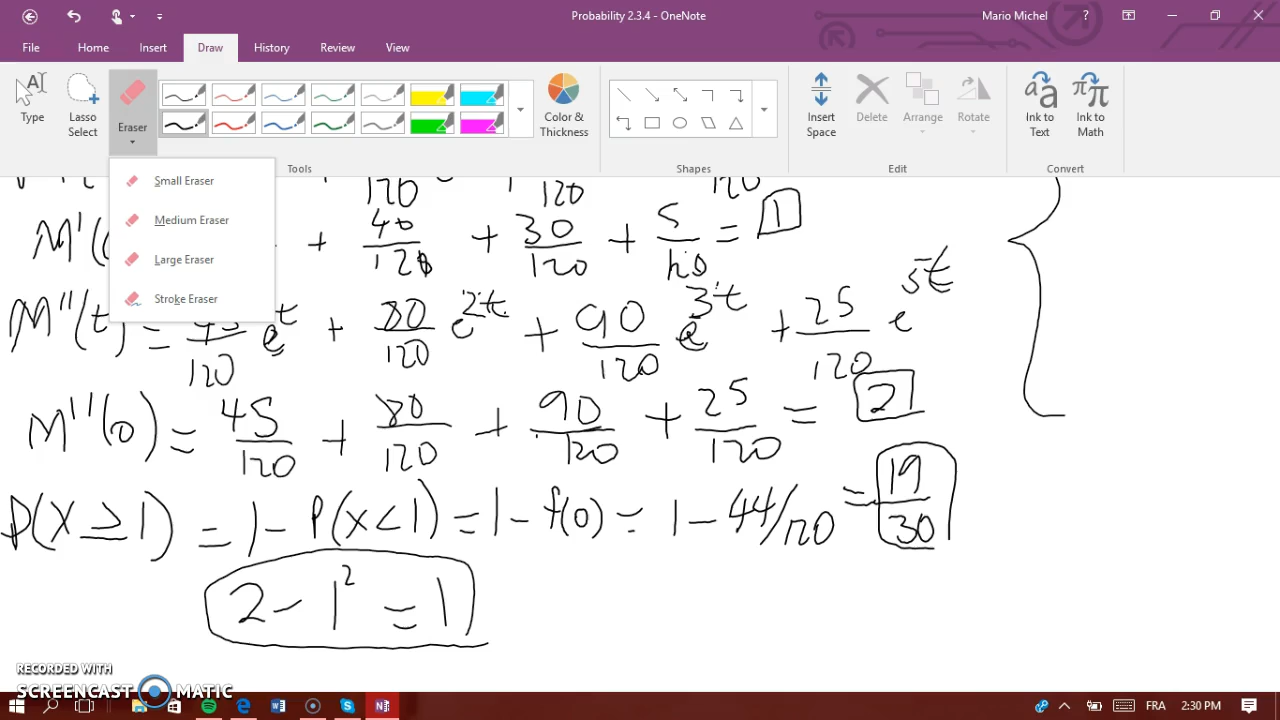 Probability 2.3.4 - OneNote
Mario Michel
?
File Home Insert Draw History Review View
Type
Lasso Select
Eraser
Color & Thickness
Insert Space
Delete
Arrange
Rotate
Ink to Text
Ink to Math
Tools Shapes Edit Convert
Small Eraser
Medium Eraser
Large Eraser
Stroke Eraser
120 120 120
M'(0 + 40/120 + 30/120 + 5/120 = 1
M''(t) = 45/120 e^t + 80/120 e^2t + 90/120 e^3t + 25/120 e^5t
M''(0) = 45/120 + 80/120 + 90/120 + 25/120 = 2
P(X ≥ 1) = 1 - P(X < 1) = 1 - f(0) = 1 - 44/120 = 19/30
2 - 1² = 1
RECORDED WITH
SCREENCAST MATIC
FRA 2:30 PM